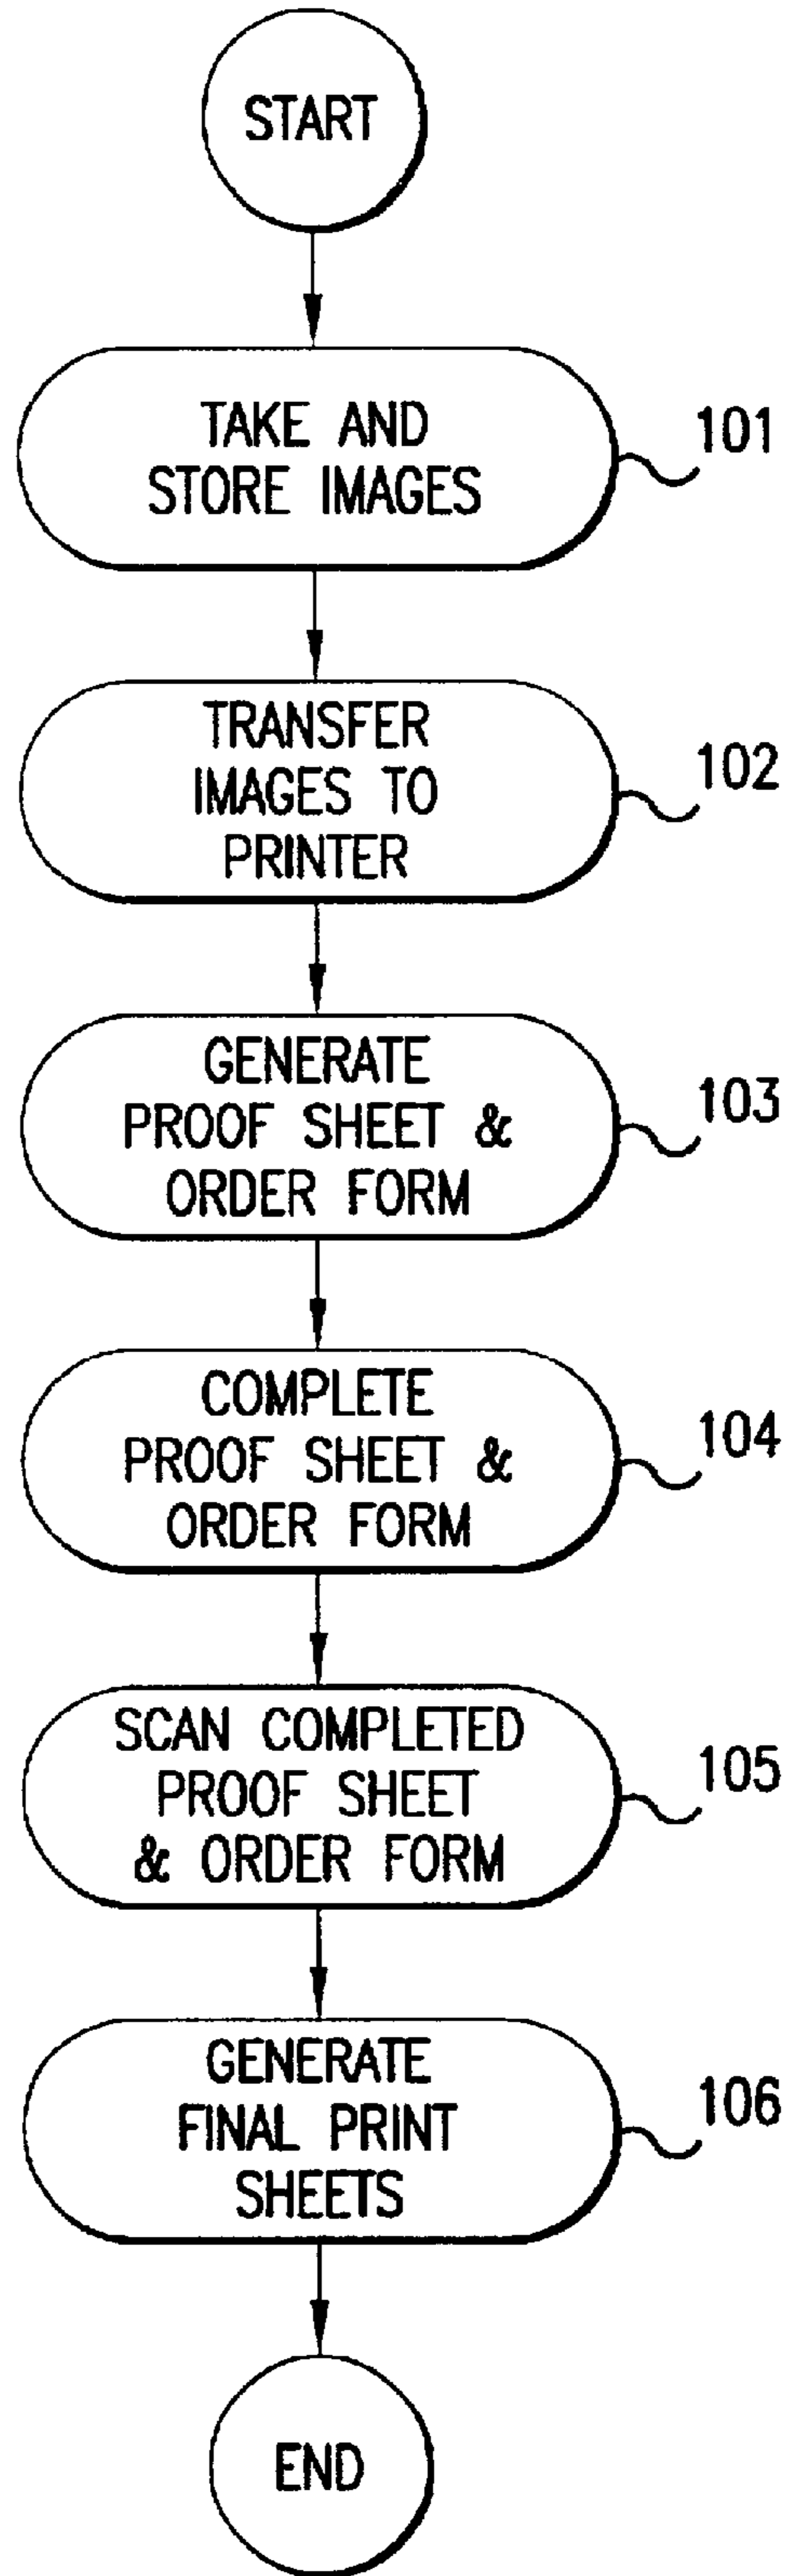 START
TAKE AND
STORE IMAGES
101
TRANSFER
IMAGES TO
PRINTER
102
GENERATE
PROOF SHEET &
ORDER FORM
103
COMPLETE
PROOF SHEET &
ORDER FORM
104
SCAN COMPLETED
PROOF SHEET
& ORDER FORM
105
GENERATE
FINAL PRINT
SHEETS
106
END